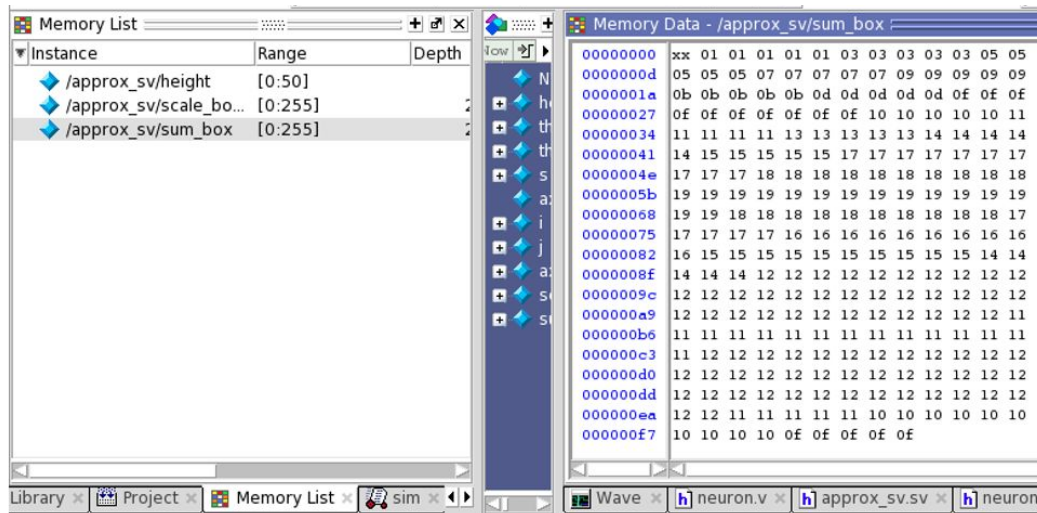 Memory List
Instance Range Depth
/approx_sv/height [0:50]
/approx_sv/scale_bo... [0:255] 2
/approx_sv/sum_box [0:255] 2
Library Project Memory List sim
Now
N
he
th
th
s
a
i
j
a
s
s
Memory Data - /approx_sv/sum_box
00000000 xx 01 01 01 01 01 03 03 03 03 03 05 05
0000000d 05 05 05 07 07 07 07 07 09 09 09 09 09
0000001a 0b 0b 0b 0b 0b 0d 0d 0d 0d 0d 0f 0f 0f
00000027 0f 0f 0f 0f 0f 0f 0f 10 10 10 10 10 11
00000034 11 11 11 11 13 13 13 13 13 14 14 14 14
00000041 14 15 15 15 15 15 17 17 17 17 17 17 17
0000004e 17 17 17 18 18 18 18 18 18 18 18 18 18
0000005b 19 19 19 19 19 19 19 19 19 19 19 19 19
00000068 19 19 18 18 18 18 18 18 18 18 18 18 17
00000075 17 17 17 17 16 16 16 16 16 16 16 16 16
00000082 16 15 15 15 15 15 15 15 15 15 15 14 14
0000008f 14 14 14 12 12 12 12 12 12 12 12 12 12
0000009c 12 12 12 12 12 12 12 12 12 12 12 12 12
000000a9 12 12 12 12 12 12 12 12 12 12 12 12 11
000000b6 11 11 11 11 11 11 11 11 11 11 11 11 11
000000c3 11 12 12 12 12 12 12 12 12 12 12 12 12
000000d0 12 12 12 12 12 12 12 12 12 12 12 12 12
000000dd 12 12 12 12 12 12 12 12 12 12 12 12 12
000000ea 12 12 11 11 11 11 11 10 10 10 10 10 10
000000f7 10 10 10 10 0f 0f 0f 0f 0f
Wave neuron.v approx_sv.sv neuron